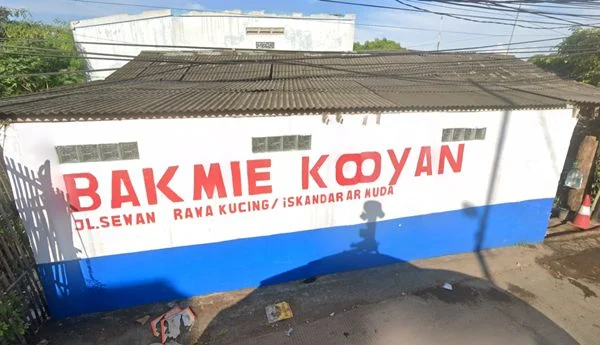 BAKMIE KOOYAN
JL.SEWAN RAWA KUCING/iSKANDAR AR MUDA